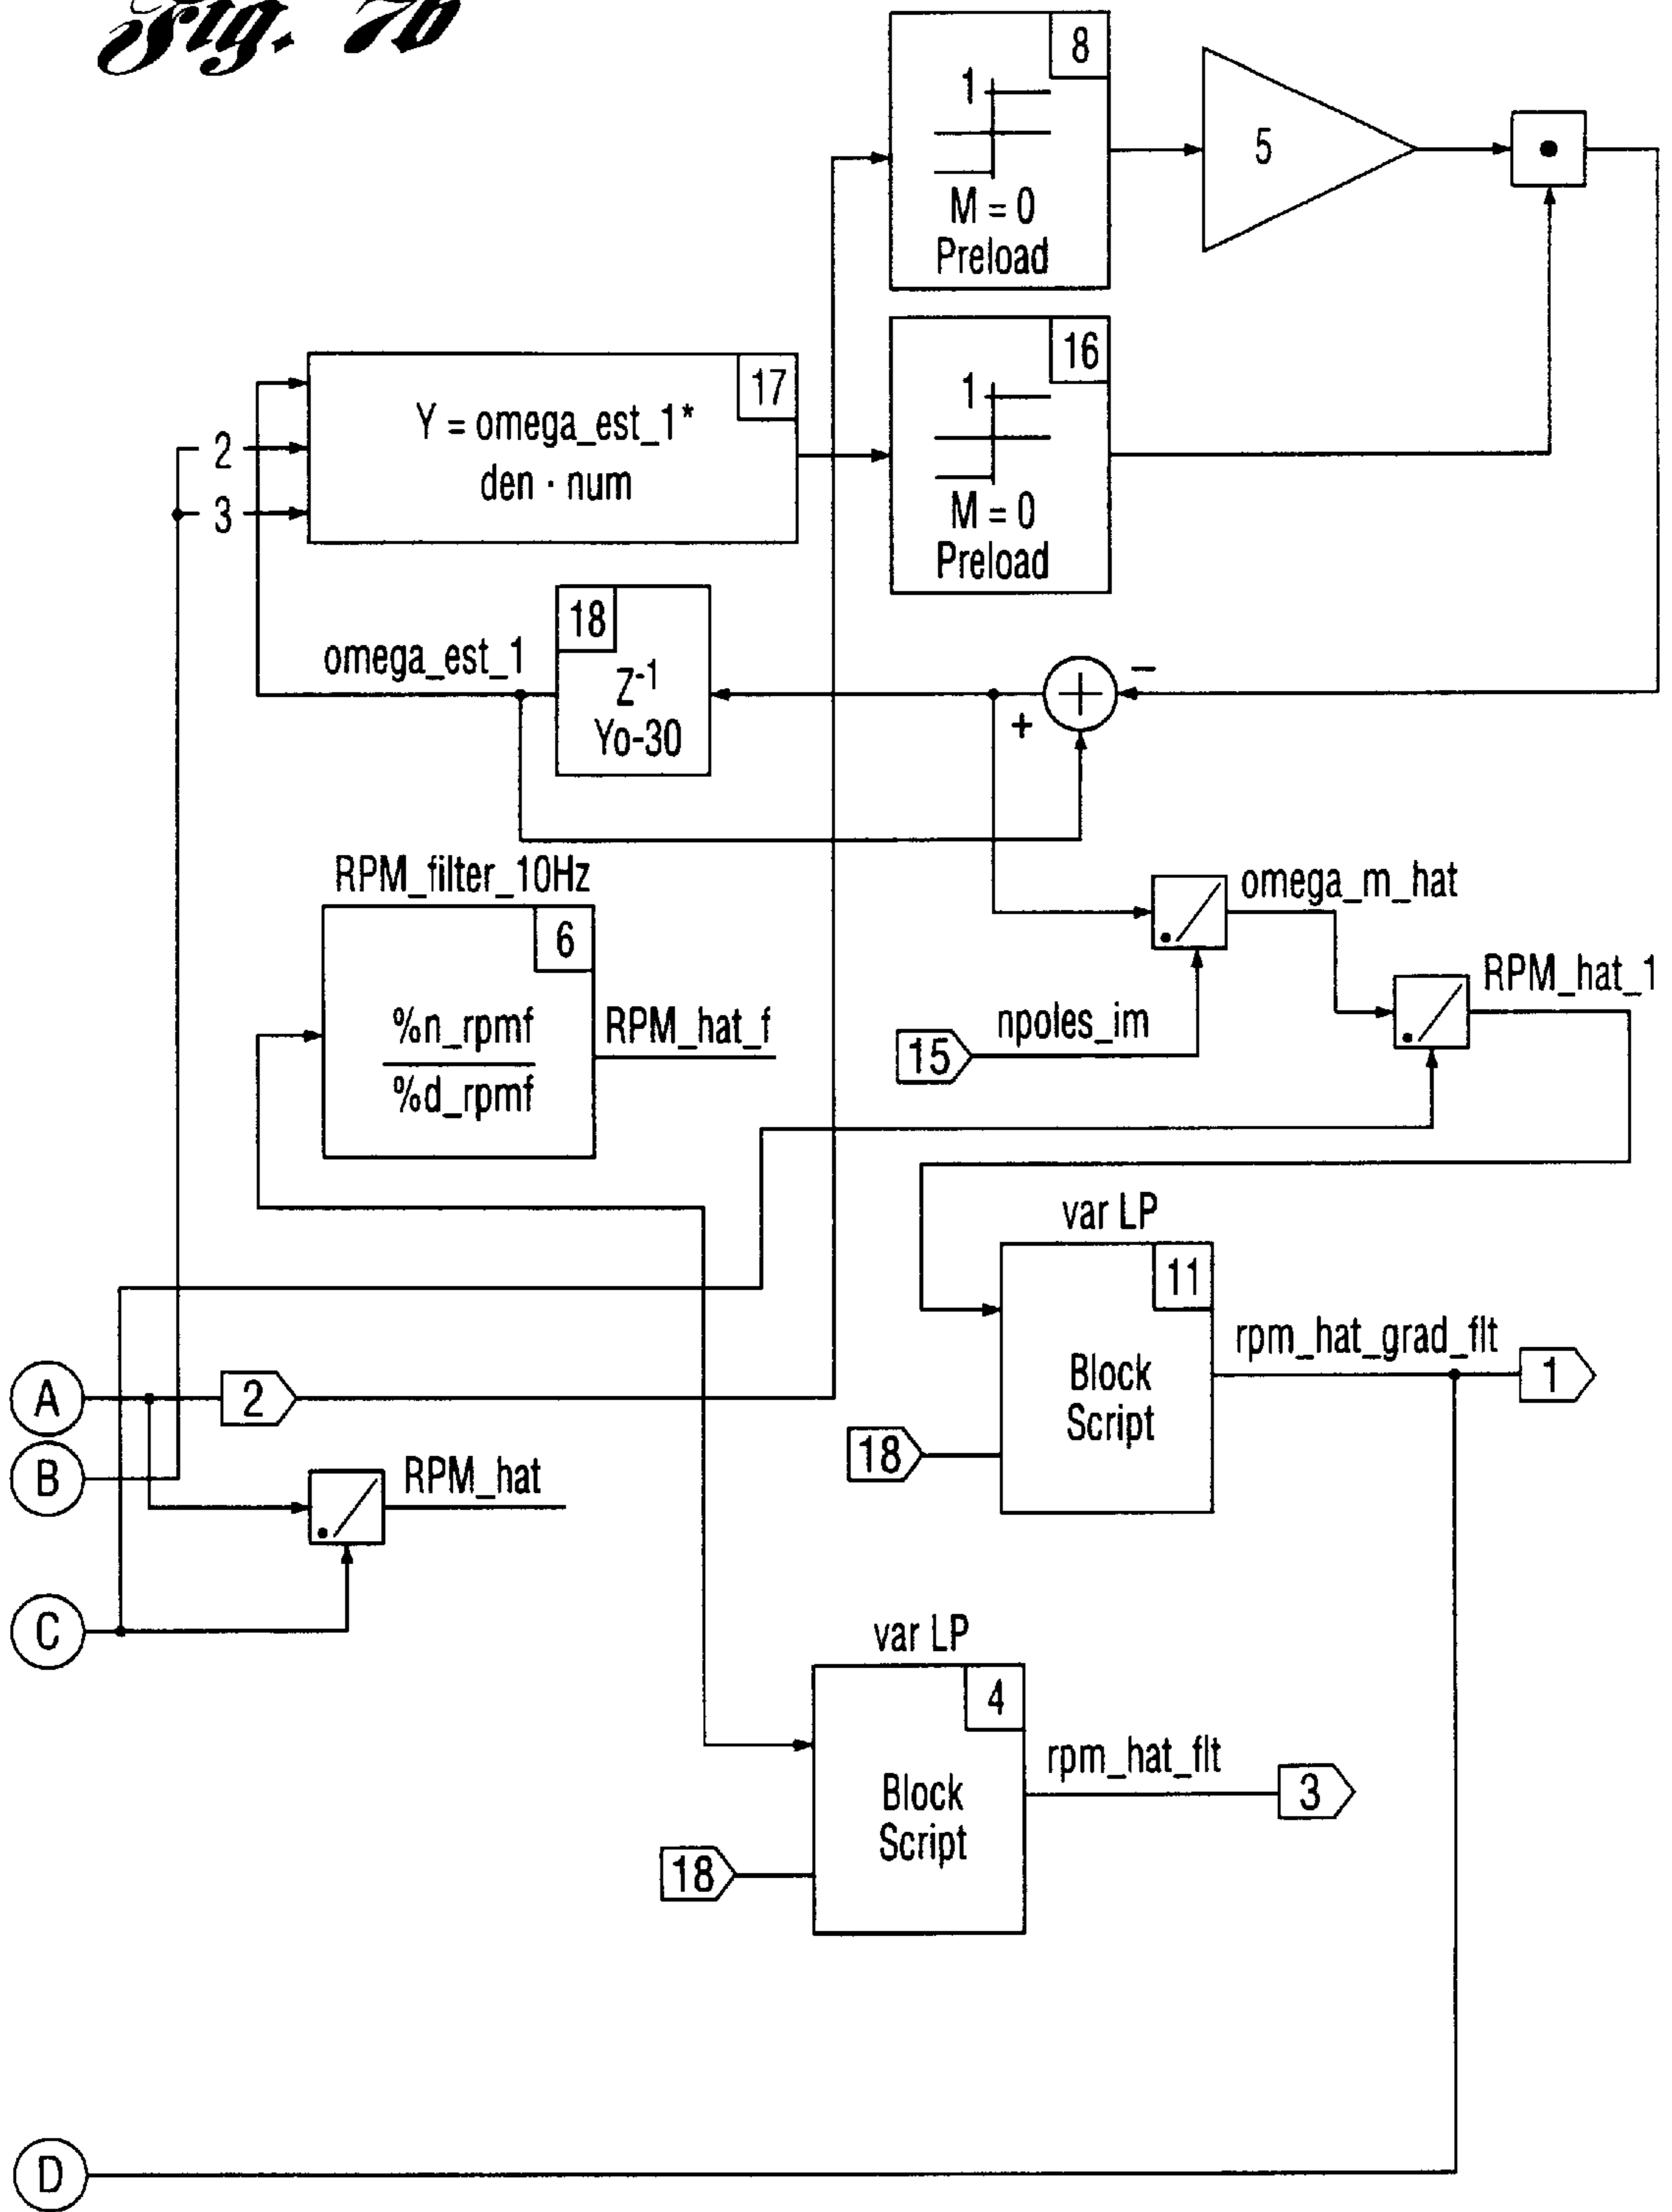 Fig. 7b
8
1
M = 0
Preload
5
16
1
M = 0
Preload
17
Y = omega_est_1*
den · num
2
3
18
Z-1
Yo-30
omega_est_1
−
+
RPM_filter_10Hz
6
%n_rpmf
%d_rpmf
RPM_hat_f
omega_m_hat
RPM_hat_1
15
npoles_im
var LP
11
Block
Script
rpm_hat_grad_flt
1
18
A
2
B
RPM_hat
C
var LP
4
Block
Script
rpm_hat_flt
3
18
D